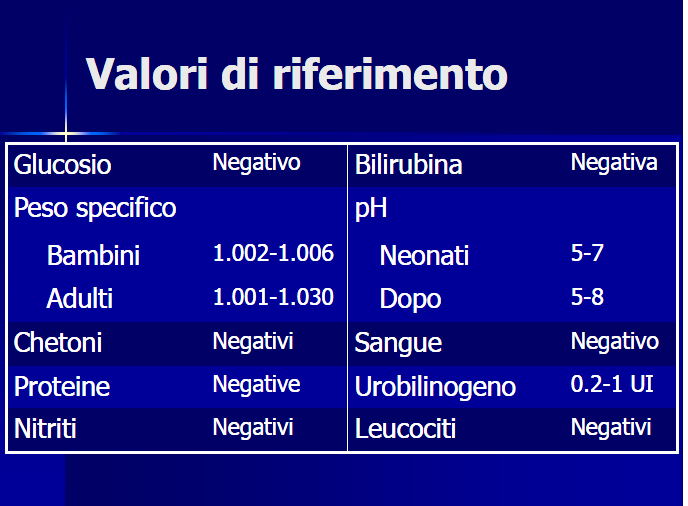 Valori di riferimento
Glucosio Negativo Bilirubina Negativa
Peso specifico pH
Bambini 1.002-1.006 Neonati 5-7
Adulti 1.001-1.030 Dopo 5-8
Chetoni Negativi Sangue Negativo
Proteine Negative Urobilinogeno 0.2-1 UI
Nitriti Negativi Leucociti Negativi